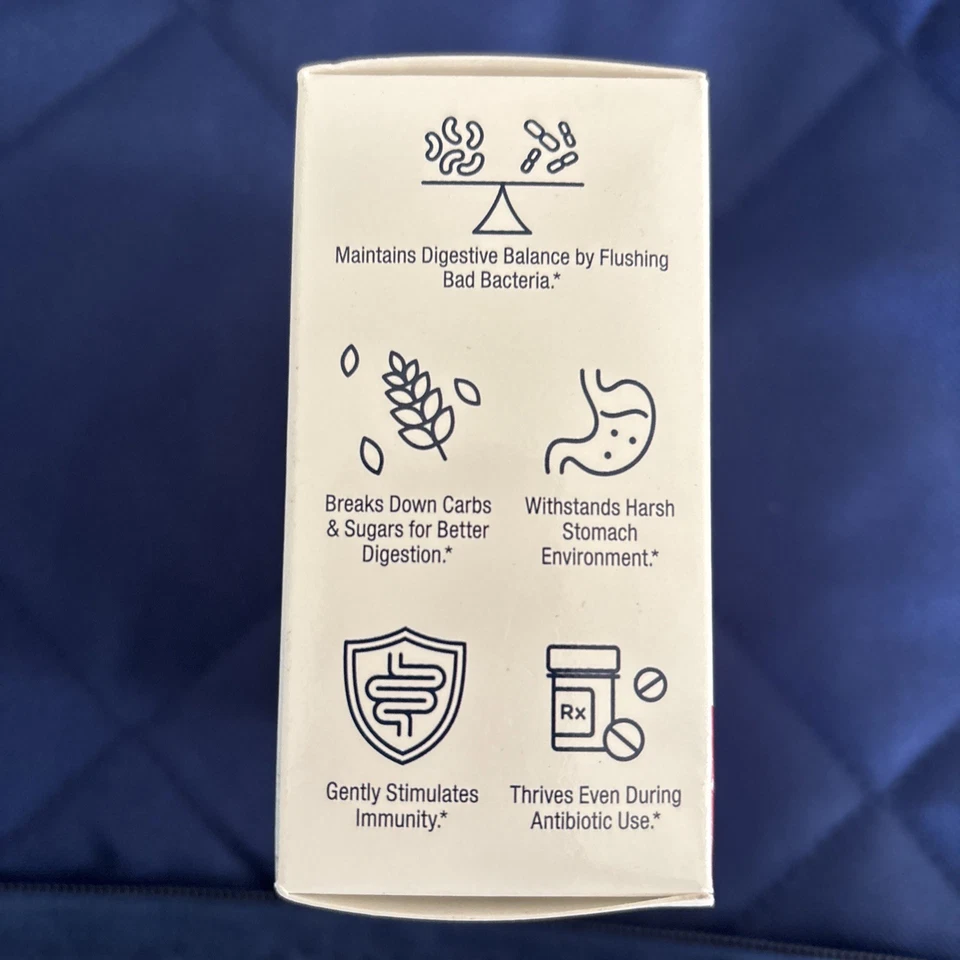 Maintains Digestive Balance by Flushing
Bad Bacteria.*
Breaks Down Carbs
& Sugars for Better
Digestion.*
Withstands Harsh
Stomach
Environment.*
Rx
Gently Stimulates
Immunity.*
Thrives Even During
Antibiotic Use.*